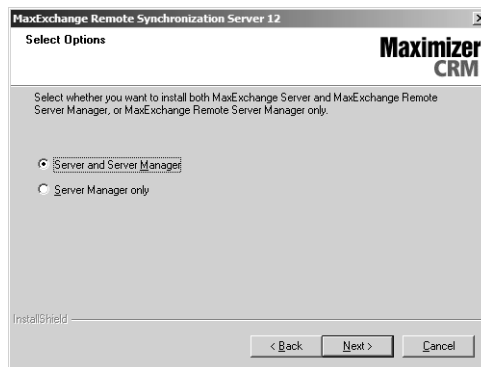 MaxExchange Remote Synchronization Server 12
Select Options
Maximizer
CRM
Select whether you want to install both MaxExchange Server and MaxExchange Remote
Server Manager, or MaxExchange Remote Server Manager only.
Server and Server Manager
Server Manager only
InstallShield
< Back Next > Cancel